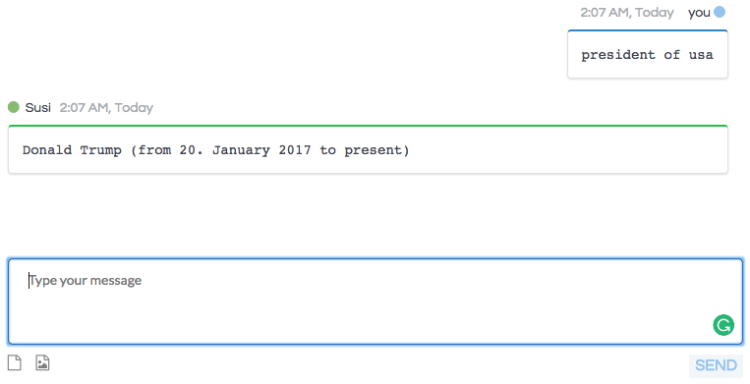 2:07 AM, Today you
president of usa
Susi 2:07 AM, Today
Donald Trump (from 20. January 2017 to present)
Type your message
SEND